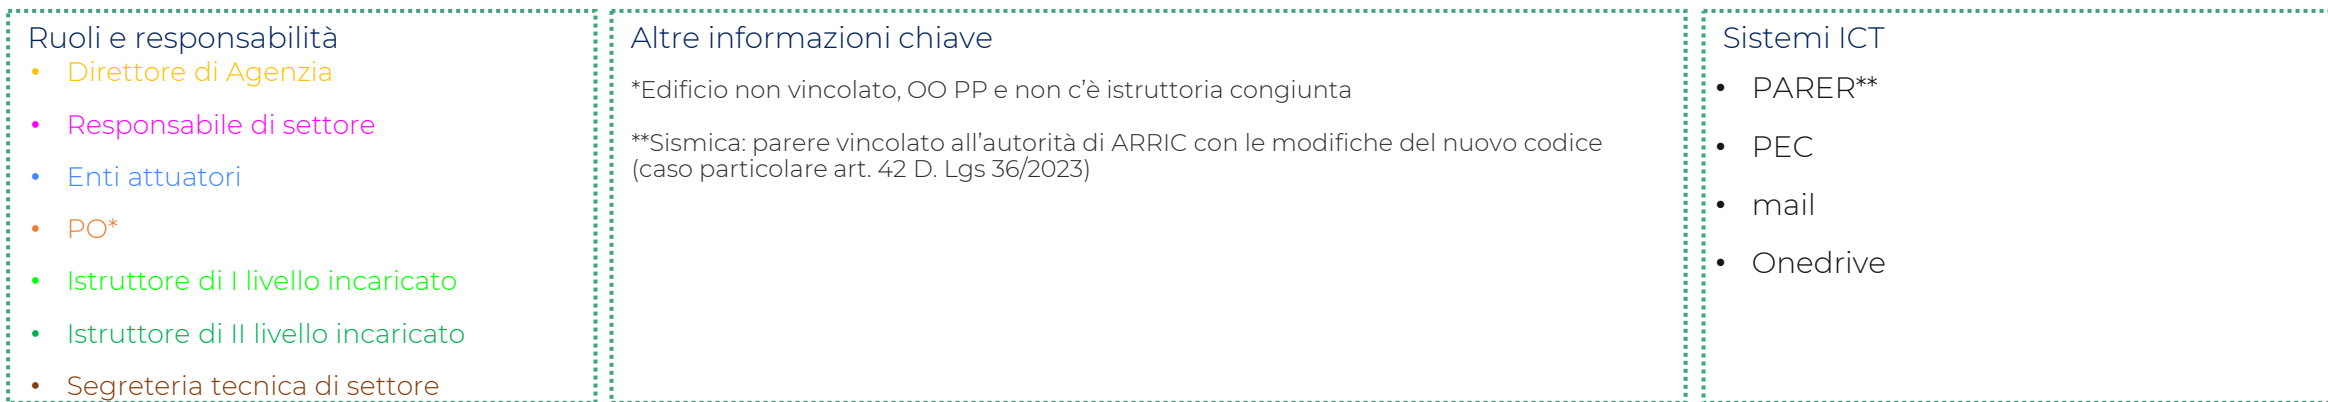 Ruoli e responsabilità
• Direttore di Agenzia
• Responsabile di settore
• Enti attuatori
• PO*
• Istruttore di I livello incaricato
• Istruttore di II livello incaricato
• Segreteria tecnica di settore
Altre informazioni chiave
*Edificio non vincolato, OO PP e non c’è istruttoria congiunta
**Sismica: parere vincolato all’autorità di ARRIC con le modifiche del nuovo codice
(caso particolare art. 42 D. Lgs 36/2023)
Sistemi ICT
• PARER**
• PEC
• mail
• Onedrive